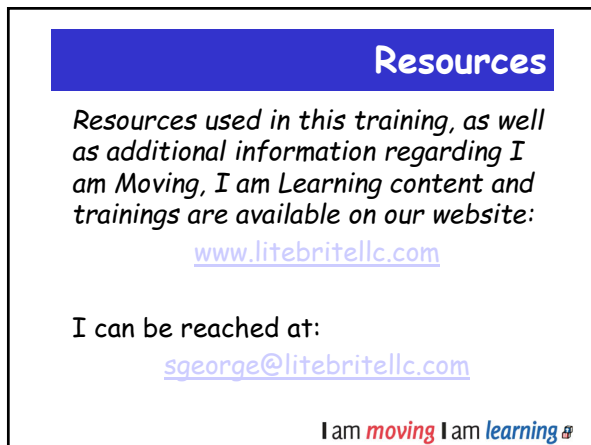 Resources
Resources used in this training, as well
as additional information regarding I
am Moving, I am Learning content and
trainings are available on our website:
www.litebritellc.com
I can be reached at:
sgeorge@litebritellc.com
I am moving I am learning